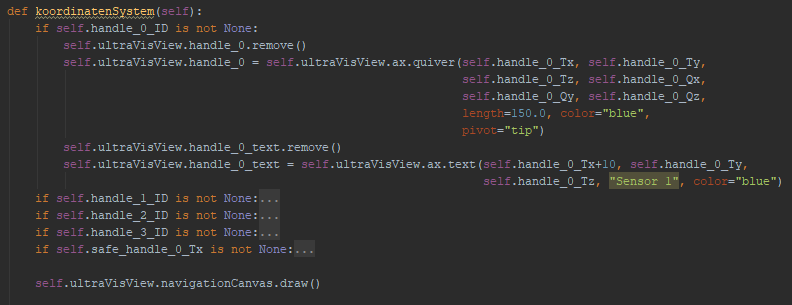 def koordinatenSystem(self):
    if self.handle_0_ID is not None:
        self.ultraVisView.handle_0.remove()
        self.ultraVisView.handle_0 = self.ultraVisView.ax.quiver(self.handle_0_Tx, self.handle_0_Ty,
                                                                 self.handle_0_Tz, self.handle_0_Qx,
                                                                 self.handle_0_Qy, self.handle_0_Qz,
                                                                 length=150.0, color="blue",
                                                                 pivot="tip")
        self.ultraVisView.handle_0_text.remove()
        self.ultraVisView.handle_0_text = self.ultraVisView.ax.text(self.handle_0_Tx+10, self.handle_0_Ty,
                                                                    self.handle_0_Tz, "Sensor 1", color="blue")
    if self.handle_1_ID is not None:...
    if self.handle_2_ID is not None:...
    if self.handle_3_ID is not None:...
    if self.safe_handle_0_Tx is not None:...
    self.ultraVisView.navigationCanvas.draw()